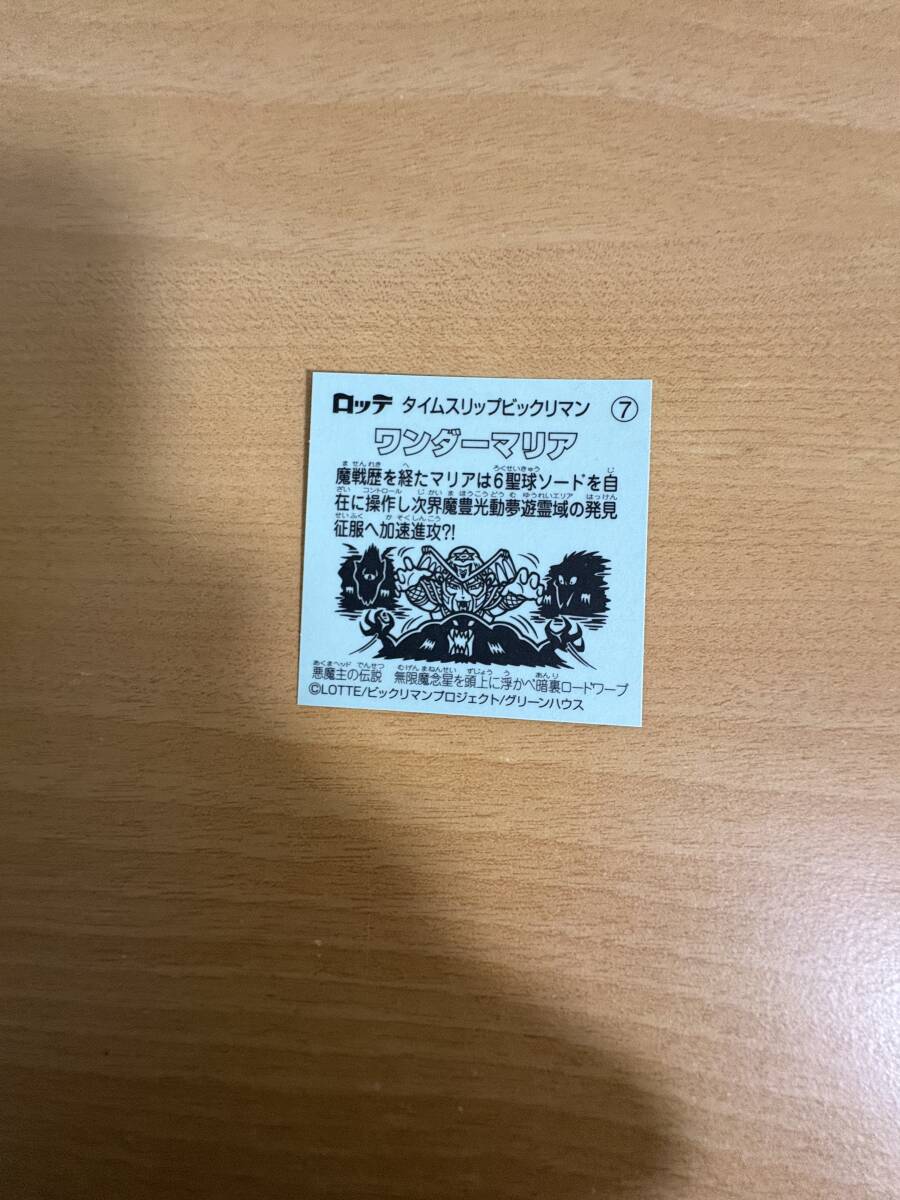 ロッテ タイムスリップビックリマン ⑦
ワンダーマリア
魔戦歴を経たマリアは6聖球ソードを自
在に操作し次界魔豊光動夢遊霊域の発見
征服へ加速進攻?!
悪魔主の伝説 無限魔念星を頭上に浮かべ暗裏ロードワープ
©LOTTE/ビックリマンプロジェクト/グリーンハウス